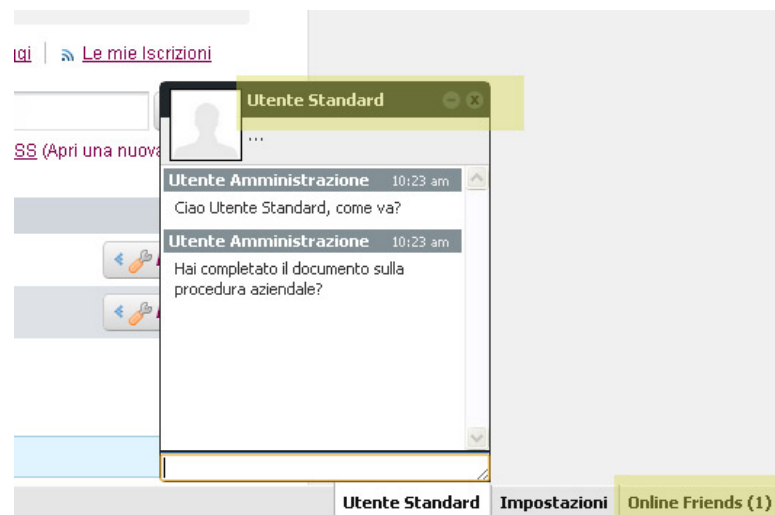 Le mie Iscrizioni
Utente Standard
...
SS (Apri una nuova
Utente Amministrazione 10:23 am
Ciao Utente Standard, come va?
Utente Amministrazione 10:23 am
Hai completato il documento sulla
procedura aziendale?
Utente Standard Impostazioni Online Friends (1)